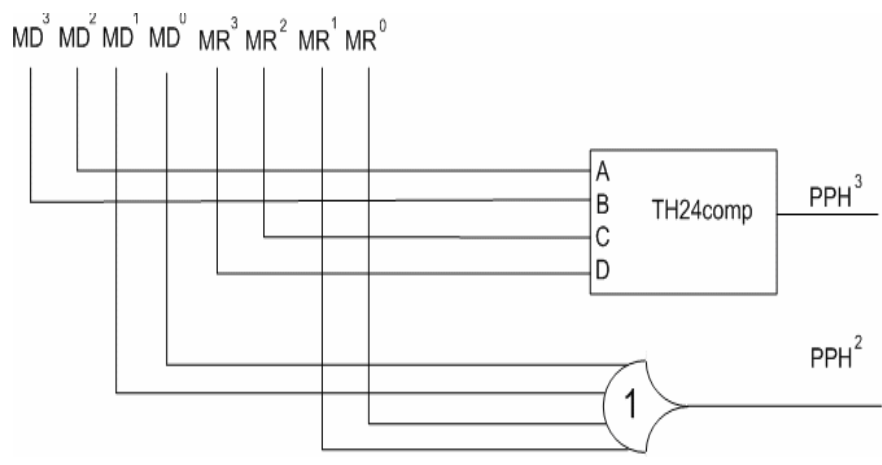 MD³ MD² MD¹ MD⁰ MR³ MR² MR¹ MR⁰
A
B
C
D
TH24comp
PPH³
PPH²
1